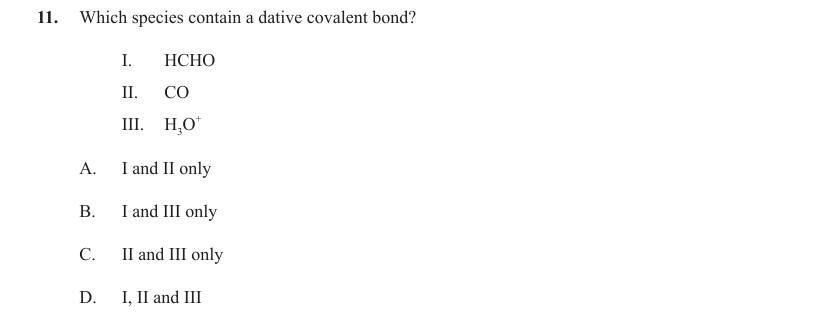 11. Which species contain a dative covalent bond?
I. HCHO
II. CO
III. H₃O⁺
A. I and II only
B. I and III only
C. II and III only
D. I, II and III